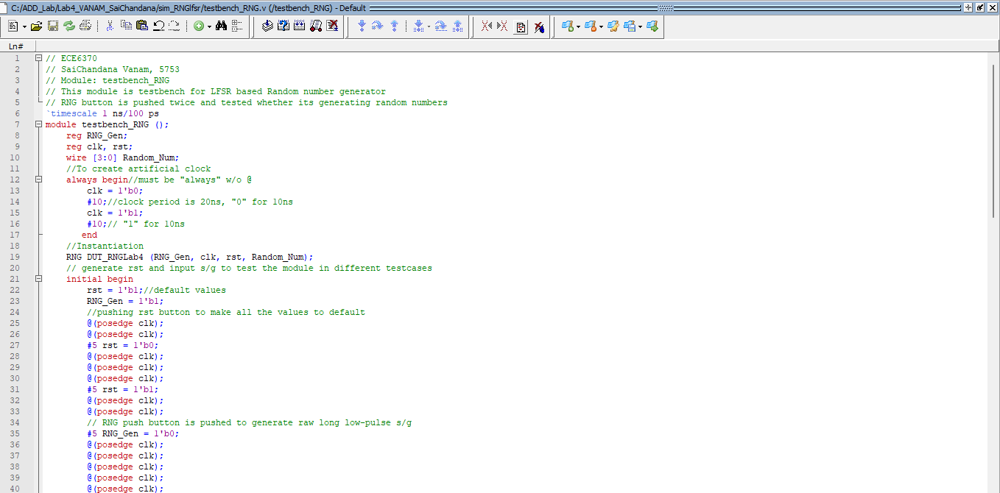 C:/ADD_Lab/Lab4_VANAM_SaiChandana/sim_RNGlfsr/testbench_RNG.v (/testbench_RNG) - Default
Ln#
1 // ECE6370
2 // SaiChandana Vanam, 5753
3 // Module: testbench_RNG
4 // This module is testbench for LFSR based Random number generator
5 // RNG button is pushed twice and tested whether its generating random numbers
6 `timescale 1 ns/100 ps
7 module testbench_RNG ();
8 reg RNG_Gen;
9 reg clk, rst;
10 wire [3:0] Random_Num;
11 //To create artificial clock
12 always begin//must be "always" w/o @
13 clk = 1'b0;
14 #10;//clock period is 20ns, "0" for 10ns
15 clk = 1'b1;
16 #10;// "1" for 10ns
17 end
18 //Instantiation
19 RNG DUT_RNGLab4 (RNG_Gen, clk, rst, Random_Num);
20 // generate rst and input s/g to test the module in different testcases
21 initial begin
22 rst = 1'b1;//default values
23 RNG_Gen = 1'b1;
24 //pushing rst button to make all the values to default
25 @(posedge clk);
26 @(posedge clk);
27 #5 rst = 1'b0;
28 @(posedge clk);
29 @(posedge clk);
30 @(posedge clk);
31 #5 rst = 1'b1;
32 @(posedge clk);
33 @(posedge clk);
34 // RNG push button is pushed to generate raw long low-pulse s/g
35 #5 RNG_Gen = 1'b0;
36 @(posedge clk);
37 @(posedge clk);
38 @(posedge clk);
39 @(posedge clk);
40 @(posedge clk);